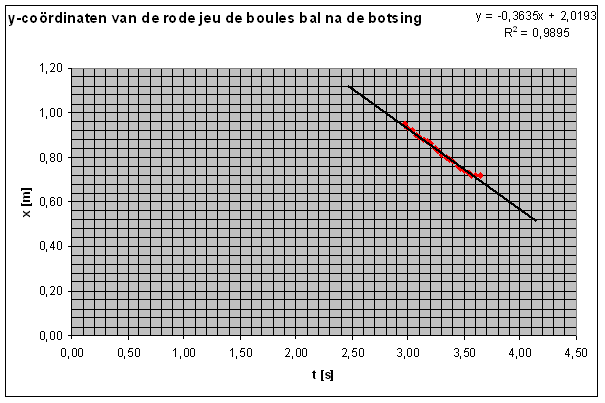 y-coördinaten van de rode jeu de boules bal na de botsing
y = -0,3635x + 2,0193
R² = 0,9895
1,20
1,00
0,80
0,60
0,40
0,20
0,00
x [m]
0,00 0,50 1,00 1,50 2,00 2,50 3,00 3,50 4,00 4,50
t [s]